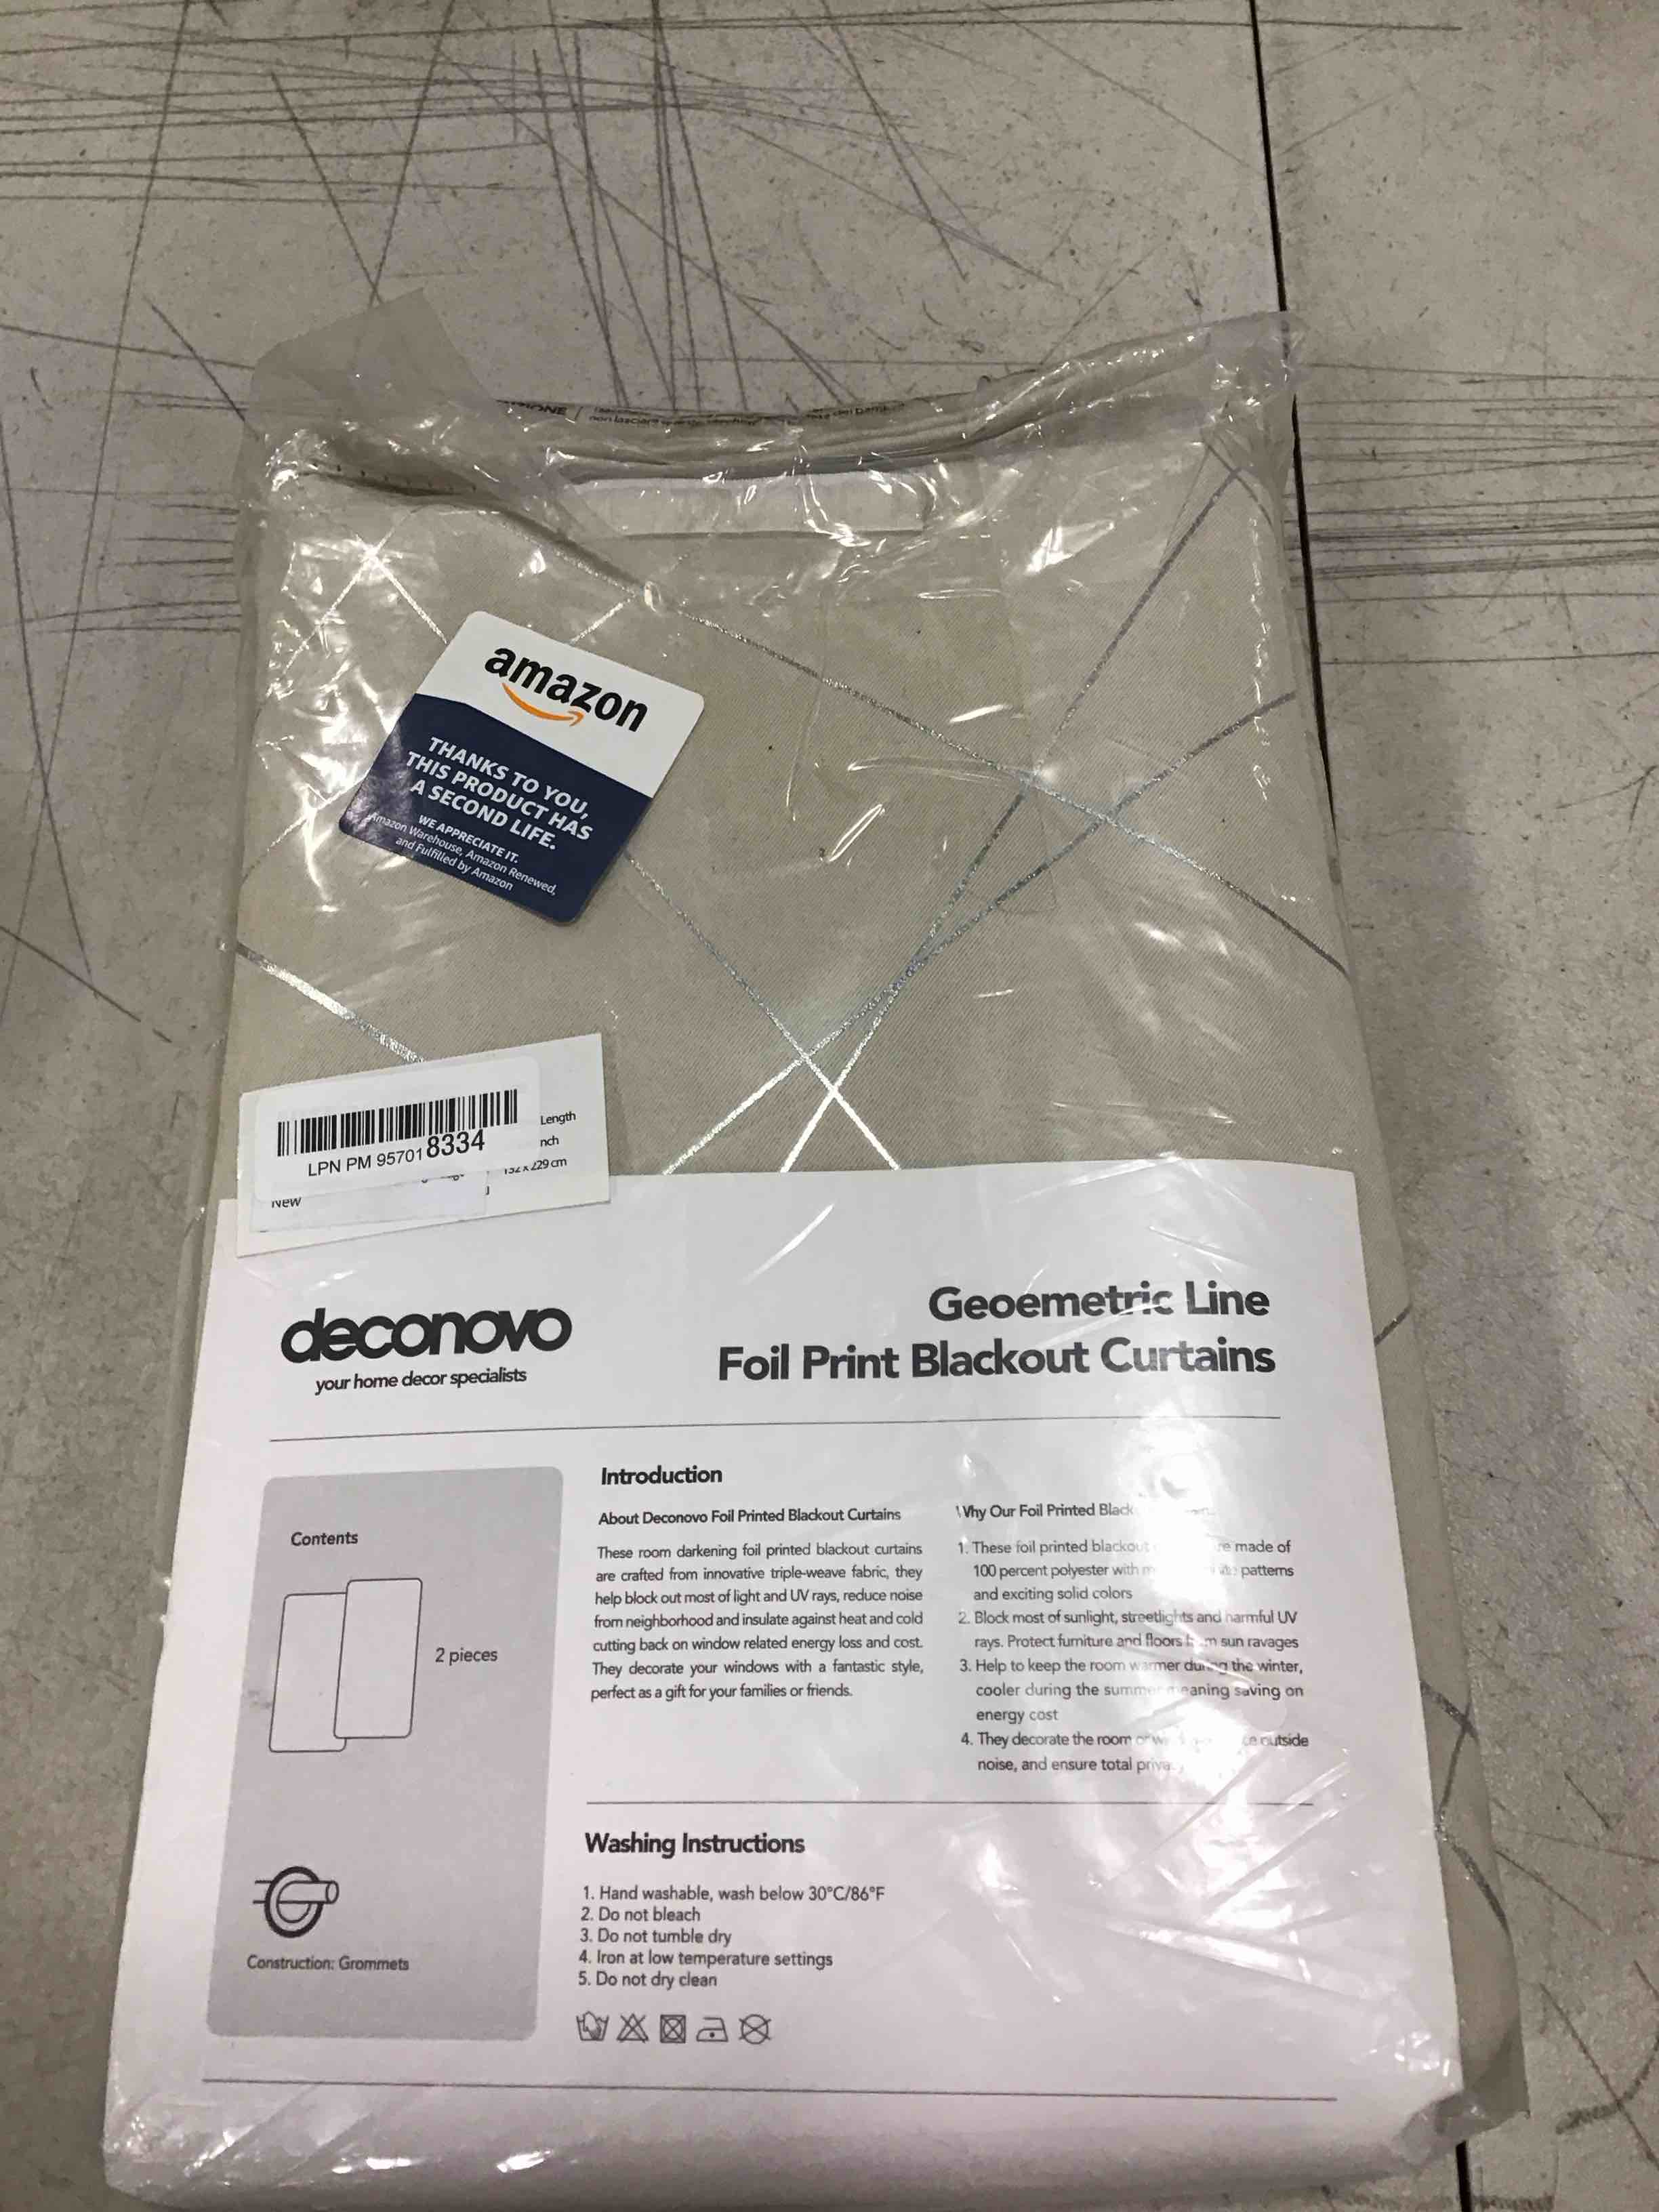 non lasciare
amazon
THANKS TO YOU,
THIS PRODUCT HAS
A SECOND LIFE.
WE APPRECIATE IT.
Amazon Warehouse, Amazon Renewed,
and Fulfilled by Amazon
Length
nch
LPN PM 957018334
x 229 cm
New
deconovo
your home decor specialists
Geoemetric Line
Foil Print Blackout Curtains
Contents
2 pieces
Construction: Grommets
Introduction
About Deconovo Foil Printed Blackout Curtains
These room darkening foil printed blackout curtains
are crafted from innovative triple-weave fabric, they
help block out most of light and UV rays, reduce noise
from neighborhood and insulate against heat and cold
cutting back on window related energy loss and cost.
They decorate your windows with a fantastic style,
perfect as a gift for your families or friends.
Why Our Foil Printed Black
1. These foil printed blackout made of
100 percent polyester with patterns
and exciting solid colors
2. Block most of sunlight, streetlights and harmful UV
rays. Protect furniture and floors from sun ravages
3. Help to keep the room warmer during the winter,
cooler during the summer meaning saving on
energy cost
4. They decorate the room outside
noise, and ensure total
Washing Instructions
1. Hand washable, wash below 30°C/86°F
2. Do not bleach
3. Do not tumble dry
4. Iron at low temperature settings
5. Do not dry clean